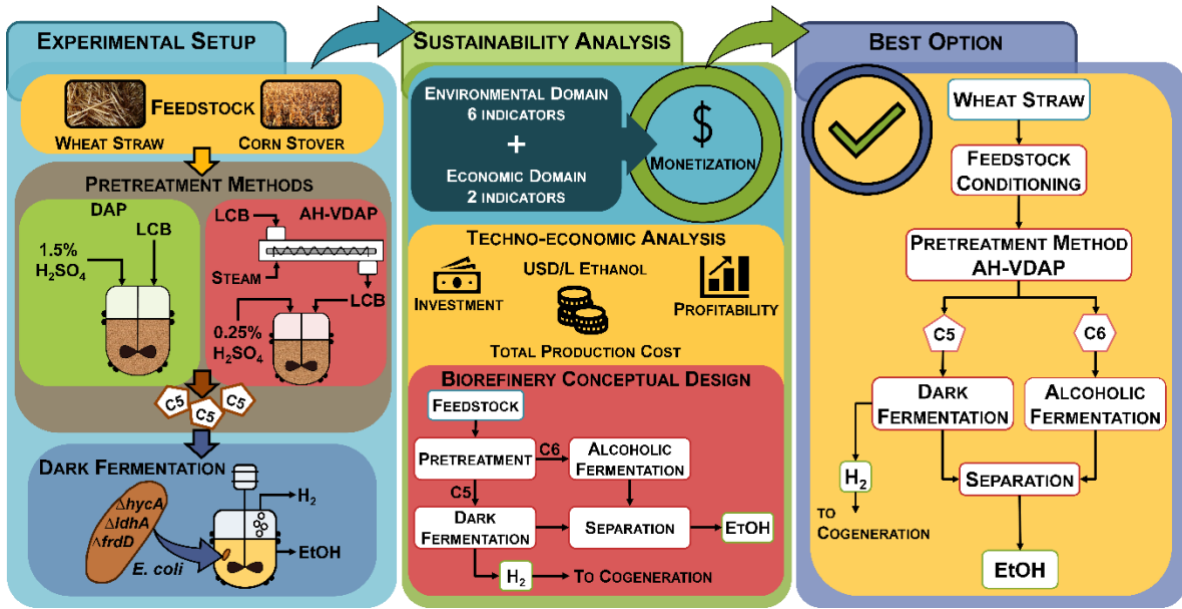 EXPERIMENTAL SETUP
FEEDSTOCK
WHEAT STRAW
CORN STOVER
PRETREATMENT METHODS
DAP
LCB
1.5%
H₂SO₄
AH-VDAP
LCB
STEAM
LCB
0.25%
H₂SO₄
C5
C5
C5
DARK FERMENTATION
ΔhycA
ΔldhA
ΔfrdD
E. coli
H₂
EtOH
SUSTAINABILITY ANALYSIS
ENVIRONMENTAL DOMAIN
6 INDICATORS
+
ECONOMIC DOMAIN
2 INDICATORS
$
MONETIZATION
TECHNO-ECONOMIC ANALYSIS
INVESTMENT
USD/L ETHANOL
PROFITABILITY
TOTAL PRODUCTION COST
BIOREFINERY CONCEPTUAL DESIGN
FEEDSTOCK
PRETREATMENT
C6
ALCOHOLIC
FERMENTATION
C5
DARK
FERMENTATION
SEPARATION
ETOH
H₂
TO COGENERATION
BEST OPTION
WHEAT STRAW
FEEDSTOCK
CONDITIONING
PRETREATMENT METHOD
AH-VDAP
C5
C6
DARK
FERMENTATION
ALCOHOLIC
FERMENTATION
H₂
TO
COGENERATION
SEPARATION
EtOH